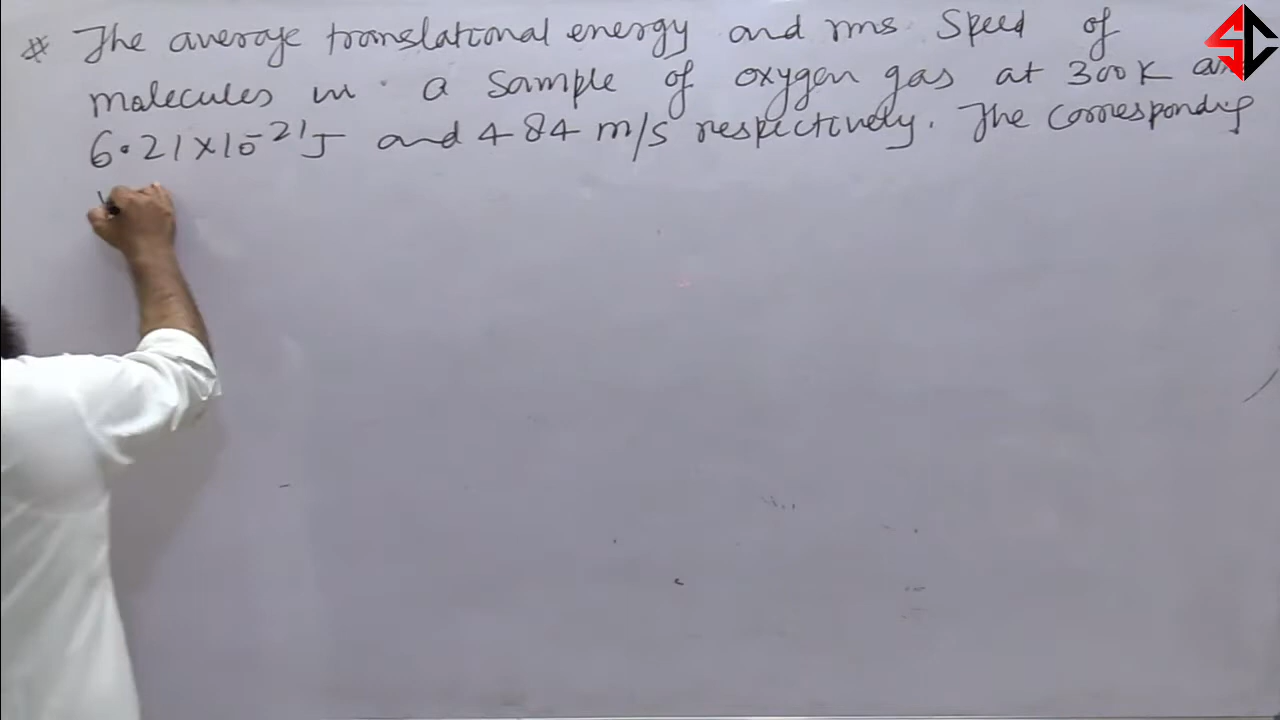 # The average translational energy and rms Speed of
molecules in a Sample of oxygen gas at 300K
6.21×10⁻²¹J and 484 m/s respectively. The corresponding
SC